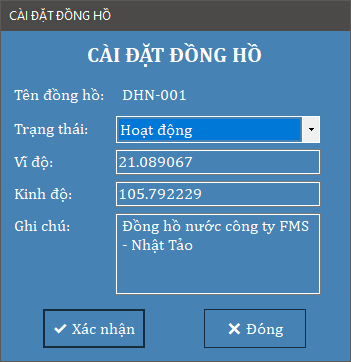 CÀI ĐẶT ĐỒNG HỒ
CÀI ĐẶT ĐỒNG HỒ
Tên đồng hồ: DHN-001
Trạng thái: Hoạt động
Vĩ độ: 21.089067
Kinh độ: 105.792229
Ghi chú: Đồng hồ nước công ty FMS
- Nhật Tảo
Xác nhận Đóng